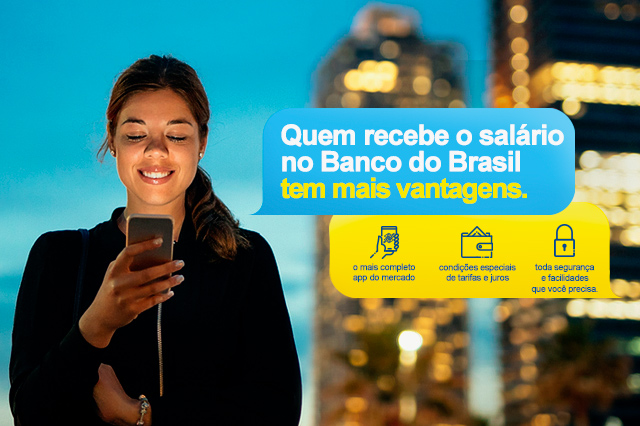 Quem recebe o salário
no Banco do Brasil
tem mais vantagens.
o mais completo
app do mercado
condições especiais
de tarifas e juros
toda segurança
e facilidades
que você precisa.